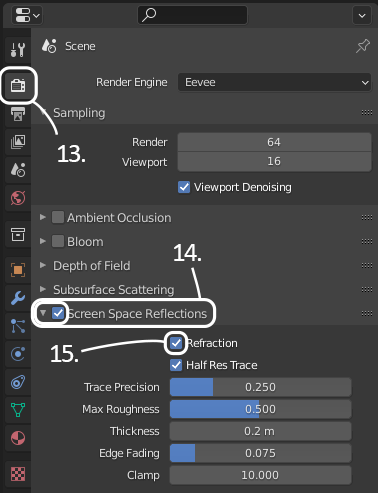 Scene
Render Engine Eevee
Sampling
13.
Render 64
Viewport 16
Viewport Denoising
Ambient Occlusion
Bloom
14.
Depth of Field
Subsurface Scattering
Screen Space Reflections
15.
Refraction
Half Res Trace
Trace Precision 0.250
Max Roughness 0.500
Thickness 0.2 m
Edge Fading 0.075
Clamp 10.000